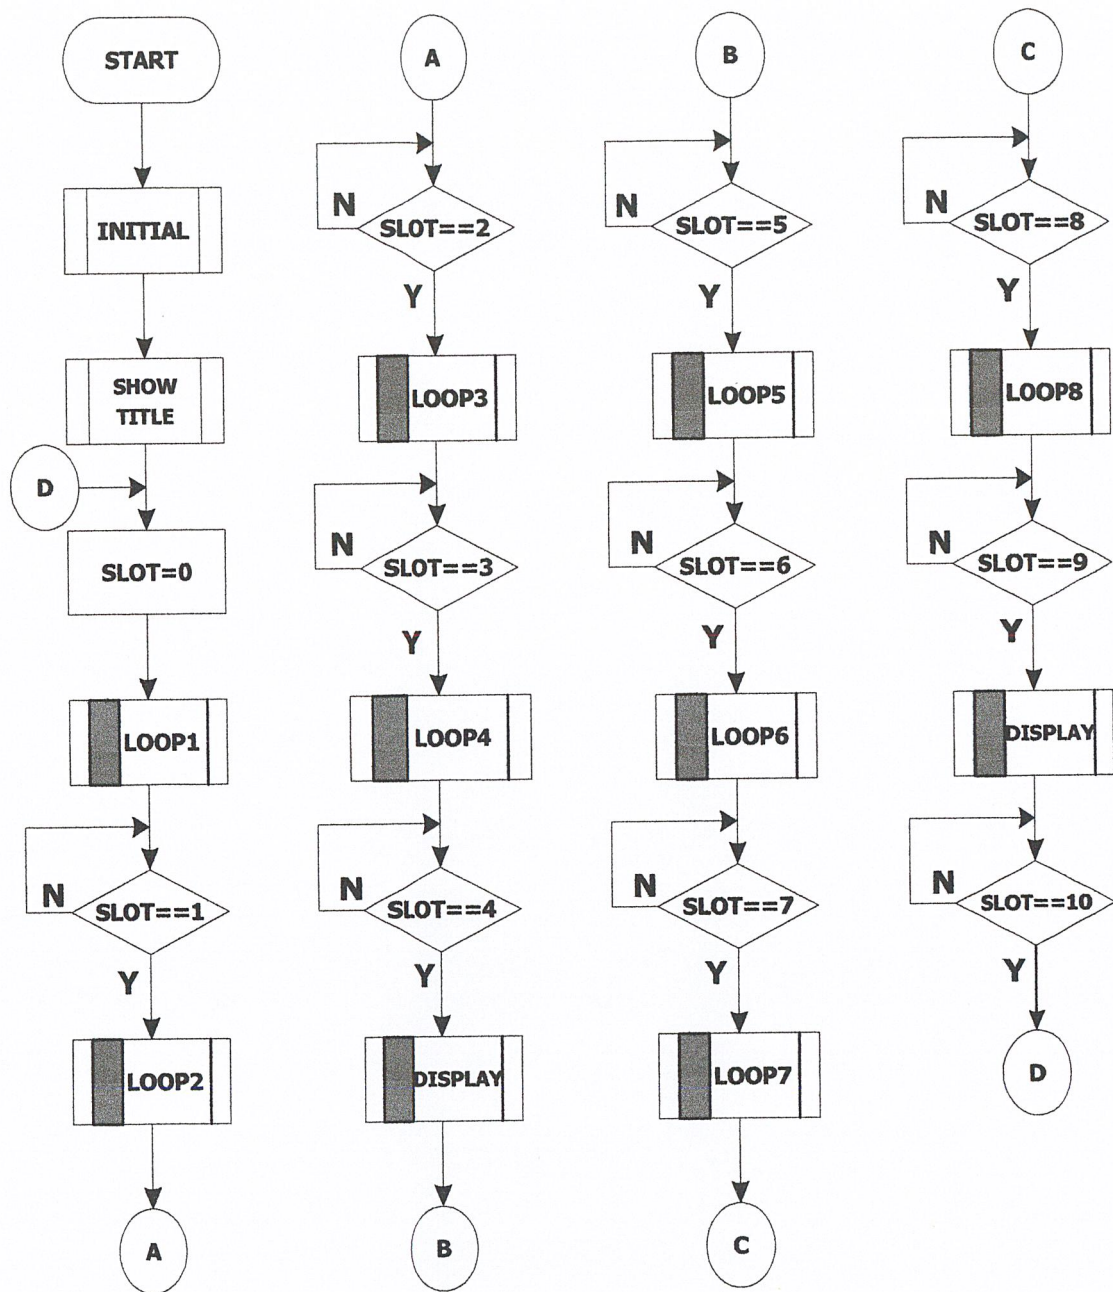 START
INITIAL
SHOW
TITLE
D
SLOT=0
LOOP1
N
SLOT==1
Y
LOOP2
A
A
N
SLOT==2
Y
LOOP3
N
SLOT==3
Y
LOOP4
N
SLOT==4
Y
DISPLAY
B
B
N
SLOT==5
Y
LOOP5
N
SLOT==6
Y
LOOP6
N
SLOT==7
Y
LOOP7
C
C
N
SLOT==8
Y
LOOP8
N
SLOT==9
Y
DISPLAY
N
SLOT==10
Y
D